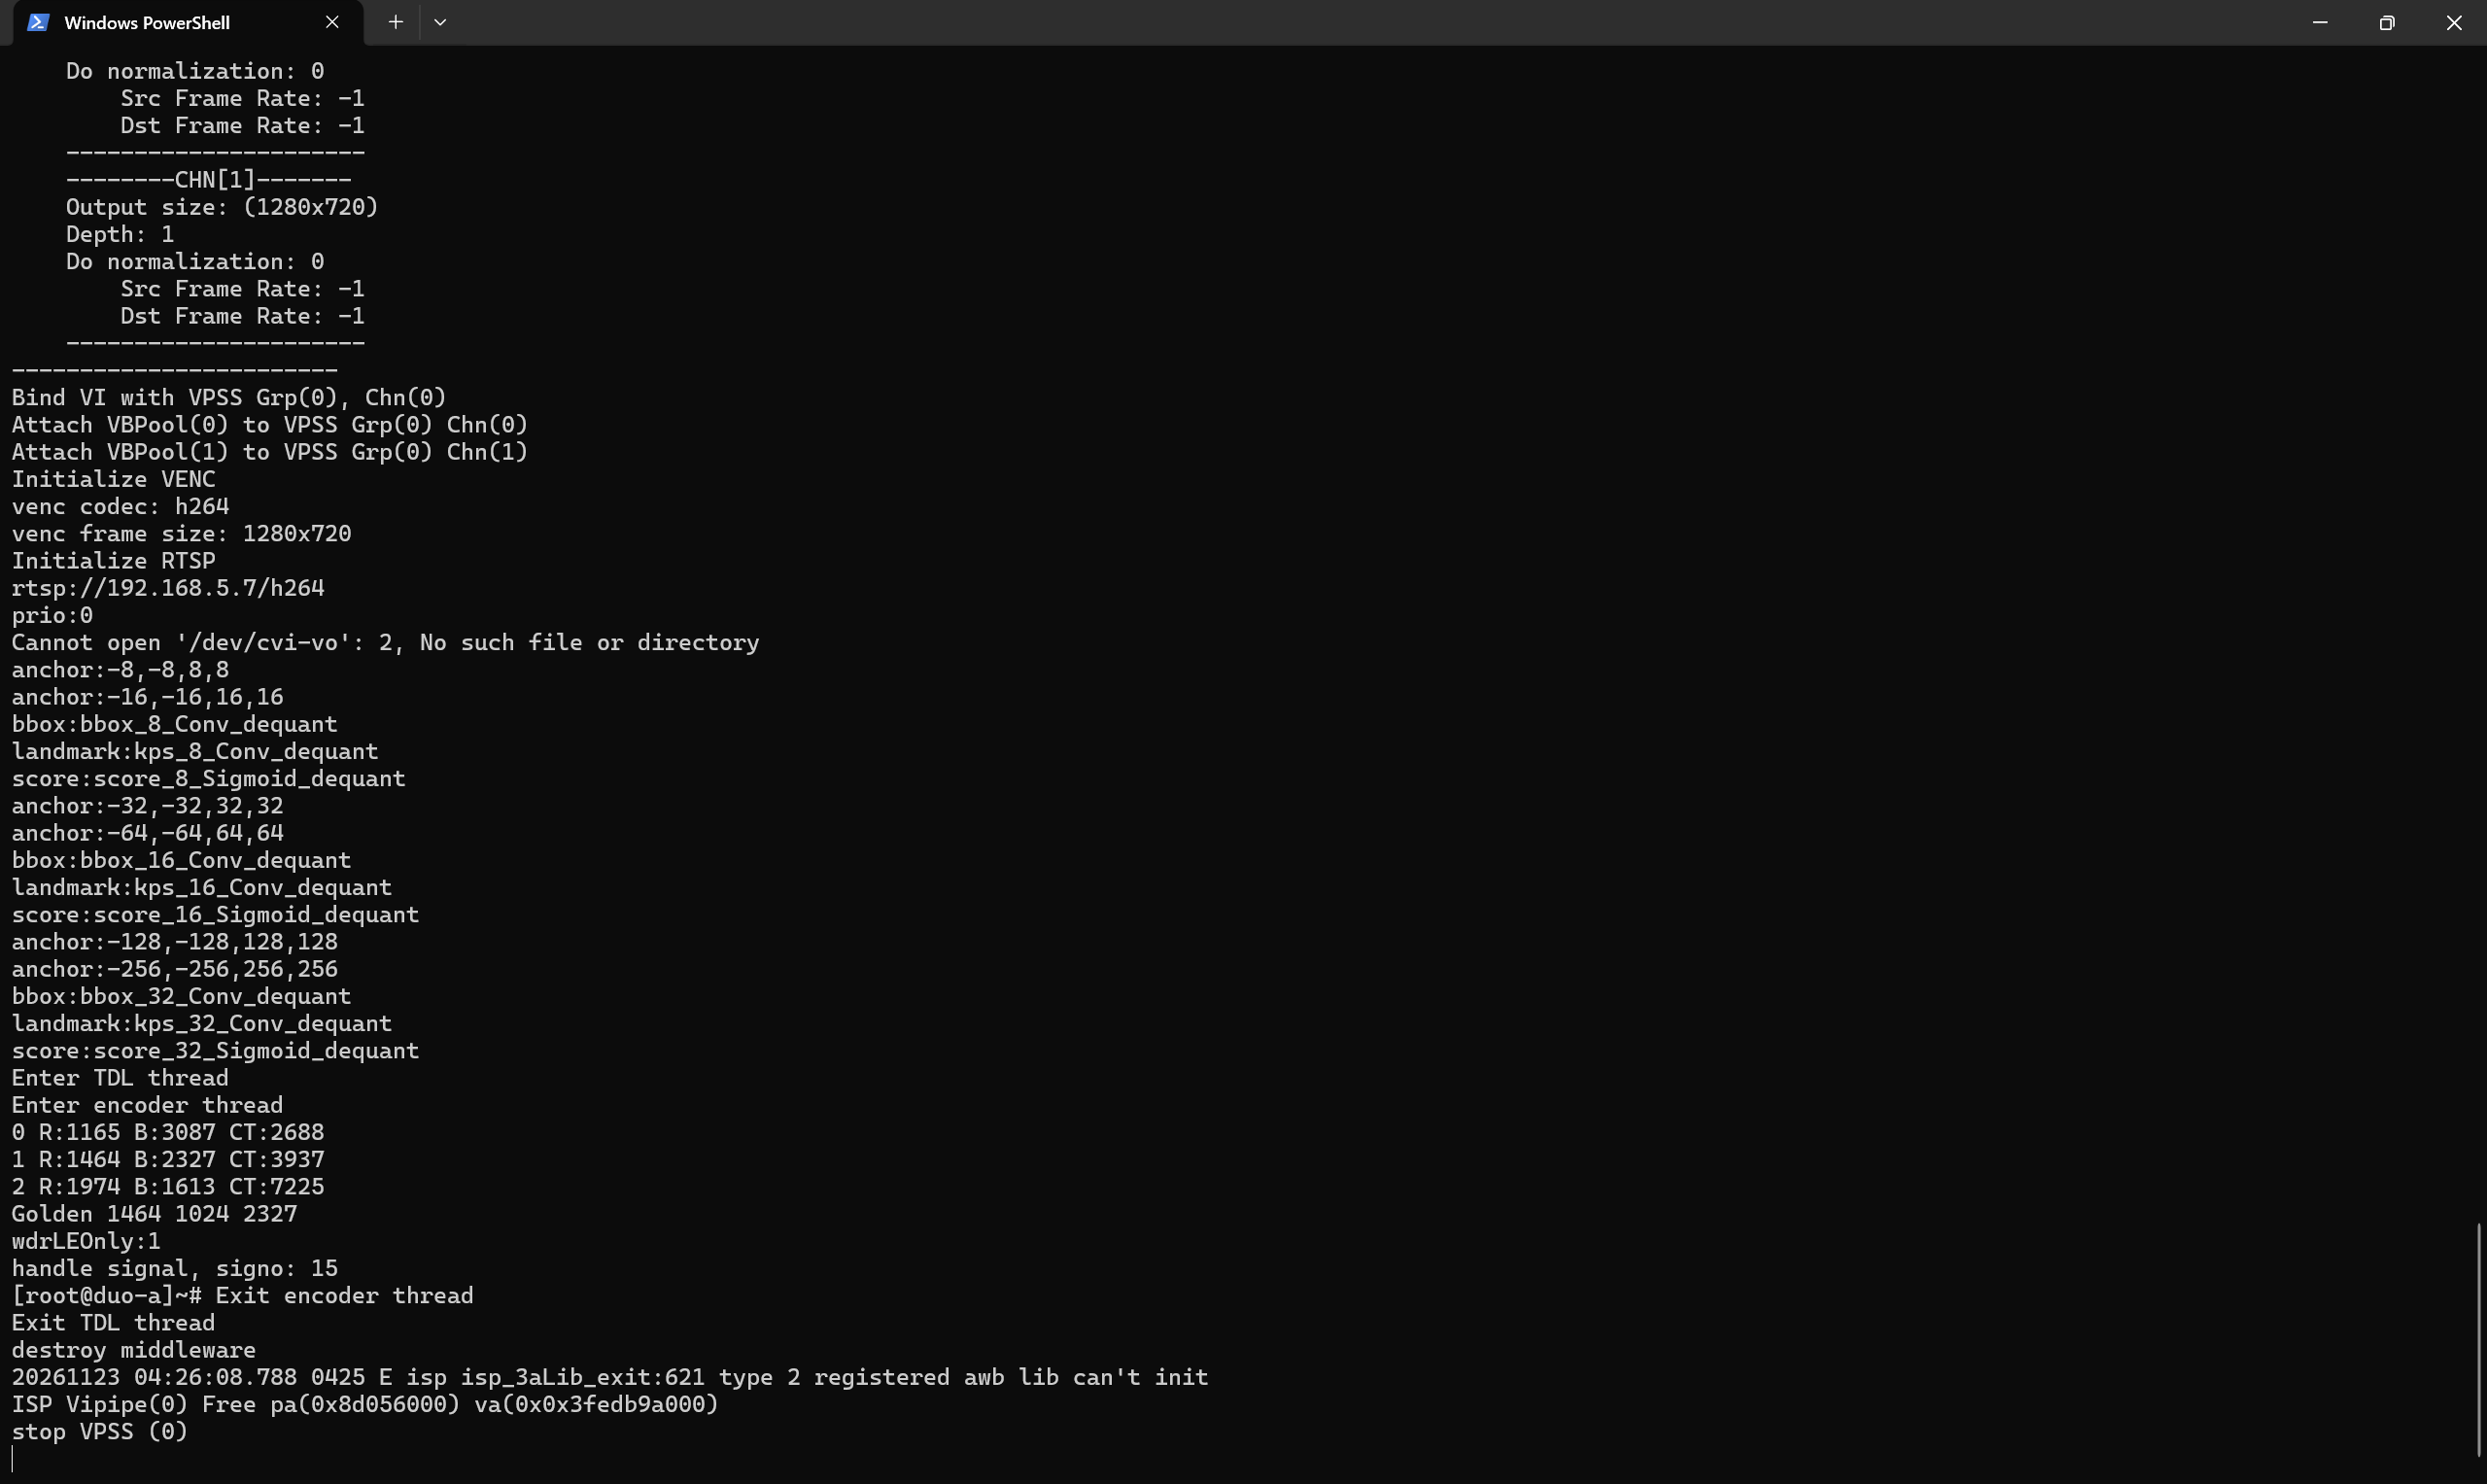 Windows PowerShell
Do normalization: 0
Src Frame Rate: -1
Dst Frame Rate: -1
----------------------
--------CHN[1]-------
Output size: (1280x720)
Depth: 1
Do normalization: 0
Src Frame Rate: -1
Dst Frame Rate: -1
----------------------
------------------------
Bind VI with VPSS Grp(0), Chn(0)
Attach VBPool(0) to VPSS Grp(0) Chn(0)
Attach VBPool(1) to VPSS Grp(0) Chn(1)
Initialize VENC
venc codec: h264
venc frame size: 1280x720
Initialize RTSP
rtsp://192.168.5.7/h264
prio:0
Cannot open '/dev/cvi-vo': 2, No such file or directory
anchor:-8,-8,8,8
anchor:-16,-16,16,16
bbox:bbox_8_Conv_dequant
landmark:kps_8_Conv_dequant
score:score_8_Sigmoid_dequant
anchor:-32,-32,32,32
anchor:-64,-64,64,64
bbox:bbox_16_Conv_dequant
landmark:kps_16_Conv_dequant
score:score_16_Sigmoid_dequant
anchor:-128,-128,128,128
anchor:-256,-256,256,256
bbox:bbox_32_Conv_dequant
landmark:kps_32_Conv_dequant
score:score_32_Sigmoid_dequant
Enter TDL thread
Enter encoder thread
0 R:1165 B:3087 CT:2688
1 R:1464 B:2327 CT:3937
2 R:1974 B:1613 CT:7225
Golden 1464 1024 2327
wdrLEOnly:1
handle signal, signo: 15
[root@duo-a]~# Exit encoder thread
Exit TDL thread
destroy middleware
20261123 04:26:08.788 0425 E isp isp_3aLib_exit:621 type 2 registered awb lib can't init
ISP Vipipe(0) Free pa(0x8d056000) va(0x0x3fedb9a000)
stop VPSS (0)